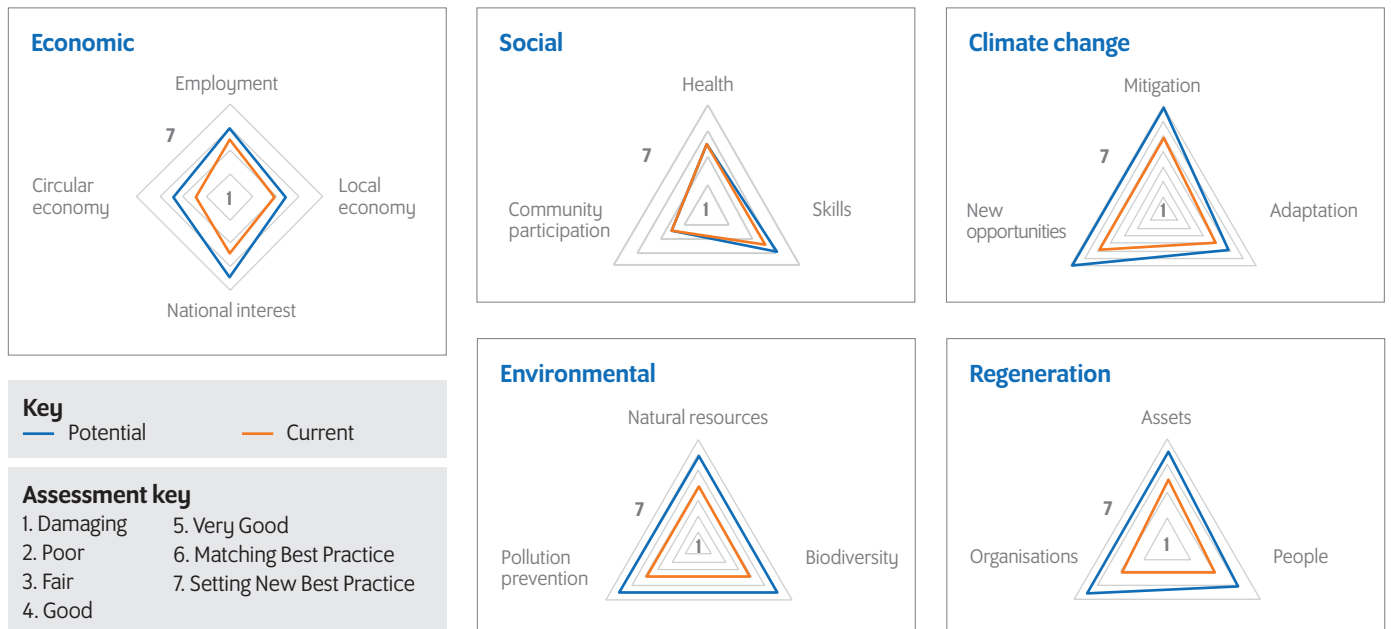 Economic
Employment
7
Circular
economy
1
Local
economy
National interest
Social
Health
7
Community
participation
1
Skills
Climate change
Mitigation
7
New
opportunities
1
Adaptation
Key
Potential
Current
Assessment key
1. Damaging
2. Poor
3. Fair
4. Good
5. Very Good
6. Matching Best Practice
7. Setting New Best Practice
Environmental
Natural resources
7
Pollution
prevention
1
Biodiversity
Regeneration
Assets
7
Organisations
1
People